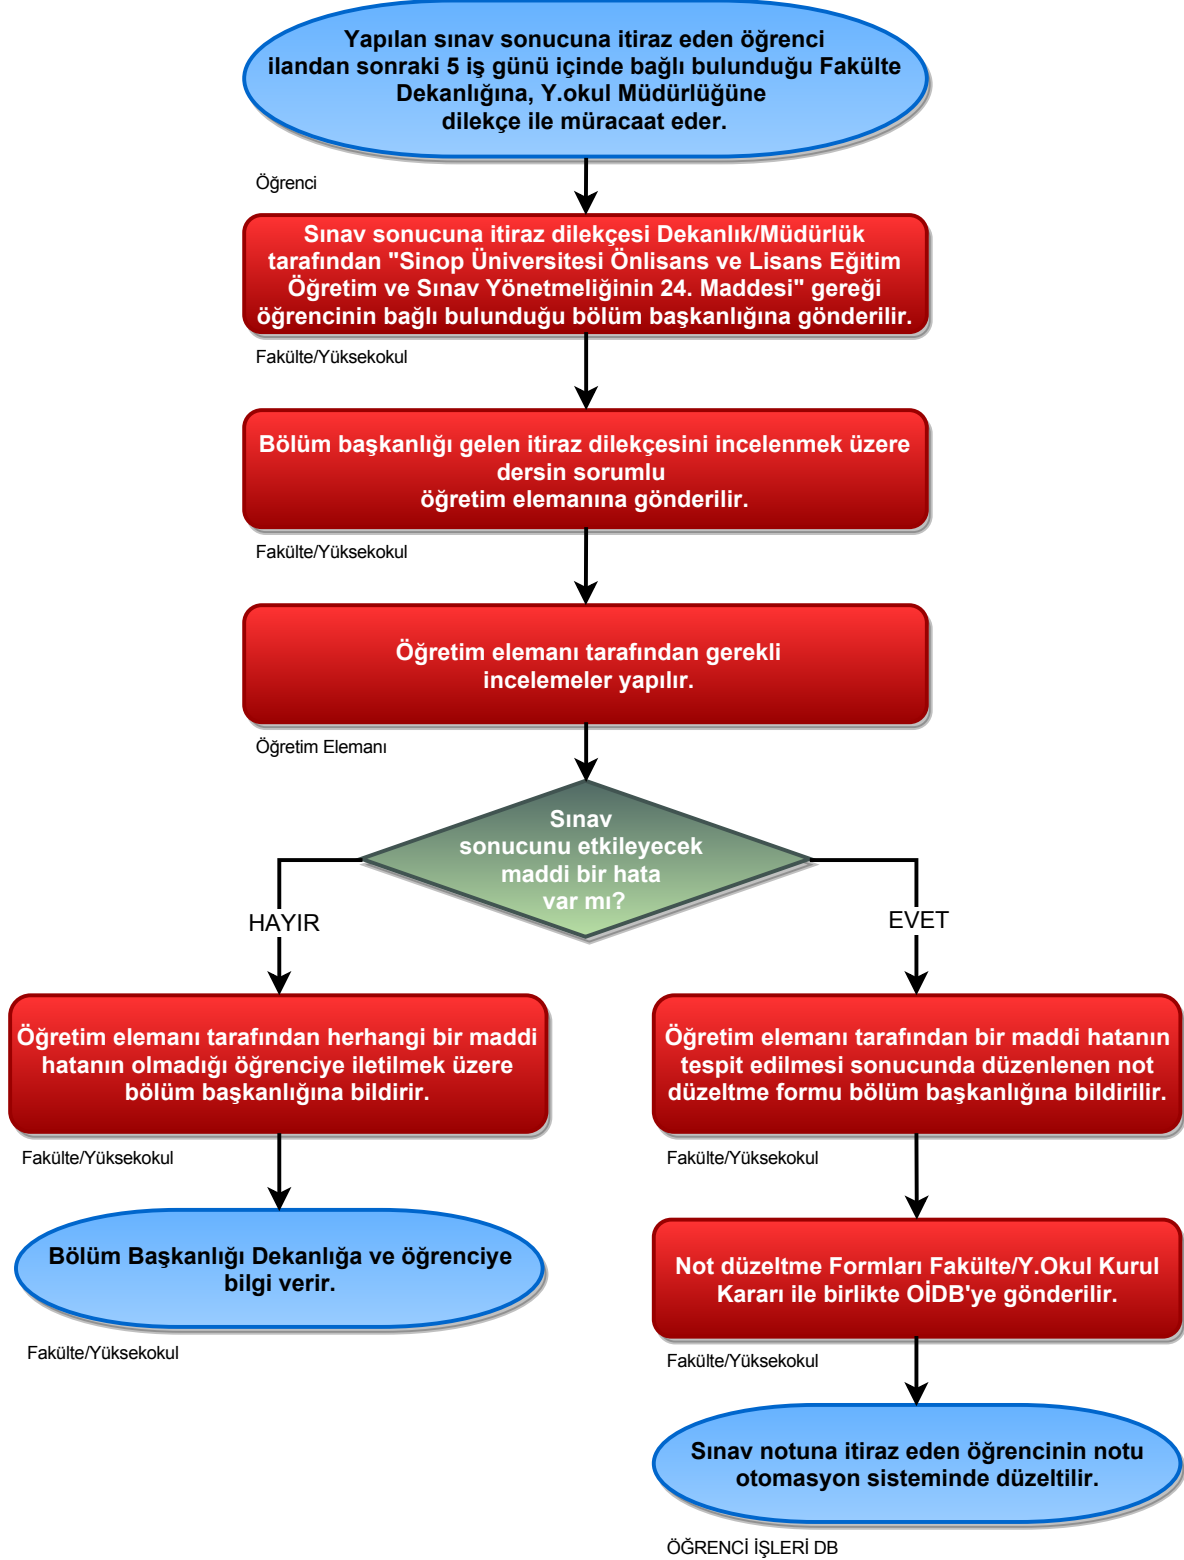 Yapılan sınav sonucuna itiraz eden öğrenci
ilandan sonraki 5 iş günü içinde bağlı bulunduğu Fakülte
Dekanlığına, Y.okul Müdürlüğüne
dilekçe ile müracaat eder.
Öğrenci
Sınav sonucuna itiraz dilekçesi Dekanlık/Müdürlük
tarafından "Sinop Üniversitesi Önlisans ve Lisans Eğitim
Öğretim ve Sınav Yönetmeliğinin 24. Maddesi" gereği
öğrencinin bağlı bulunduğu bölüm başkanlığına gönderilir.
Fakülte/Yüksekokul
Bölüm başkanlığı gelen itiraz dilekçesini incelenmek üzere
dersin sorumlu
öğretim elemanına gönderilir.
Fakülte/Yüksekokul
Öğretim elemanı tarafından gerekli
incelemeler yapılır.
Öğretim Elemanı
Sınav
sonucunu etkileyecek
maddi bir hata
var mı?
HAYIR
EVET
Öğretim elemanı tarafından herhangi bir maddi
hatanın olmadığı öğrenciye iletilmek üzere
bölüm başkanlığına bildirir.
Fakülte/Yüksekokul
Bölüm Başkanlığı Dekanlığa ve öğrenciye
bilgi verir.
Fakülte/Yüksekokul
Öğretim elemanı tarafından bir maddi hatanın
tespit edilmesi sonucunda düzenlenen not
düzeltme formu bölüm başkanlığına bildirilir.
Fakülte/Yüksekokul
Not düzeltme Formları Fakülte/Y.Okul Kurul
Kararı ile birlikte OİDB'ye gönderilir.
Fakülte/Yüksekokul
Sınav notuna itiraz eden öğrencinin notu
otomasyon sisteminde düzeltilir.
ÖĞRENCİ İŞLERİ DB